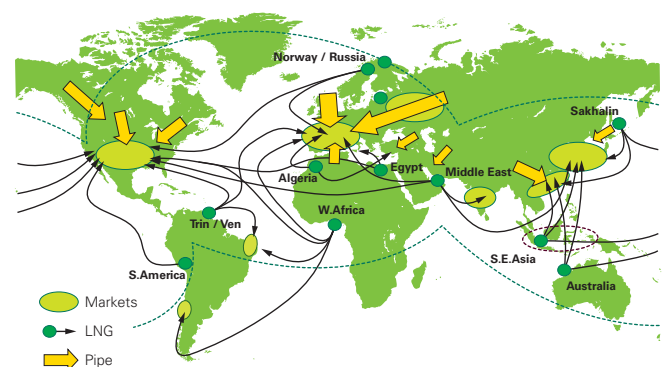 Norway / Russia
Sakhalin
Algeria
Egypt
Middle East
Trin / Ven
W.Africa
S.E.Asia
S.America
Australia
Markets
LNG
Pipe